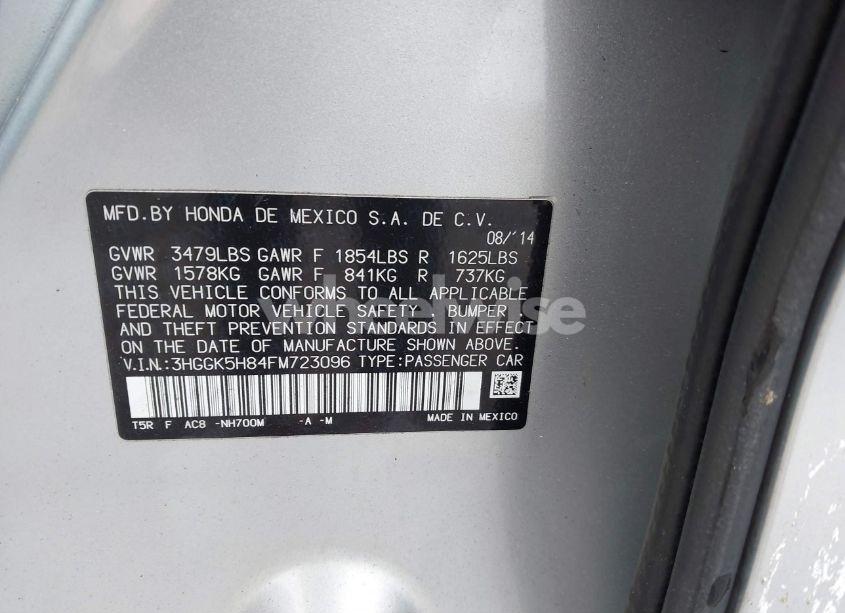 MFD.BY HONDA DE MEXICO S.A. DE C.V.
08/'14
GVWR 3479LBS GAWR F 1854LBS R 1625LBS
GVWR 1578KG GAWR F 841KG R 737KG
THIS VEHICLE CONFORMS TO ALL APPLICABLE
FEDERAL MOTOR VEHICLE SAFETY, BUMPER,
AND THEFT PREVENTION STANDARDS IN EFFECT
ON THE DATE OF MANUFACTURE SHOWN ABOVE.
V.I.N.:3HGGK5H84FM723096 TYPE:PASSENGER CAR
T5R F AC8 -NH700M -A -M MADE IN MEXICO
wheelwise